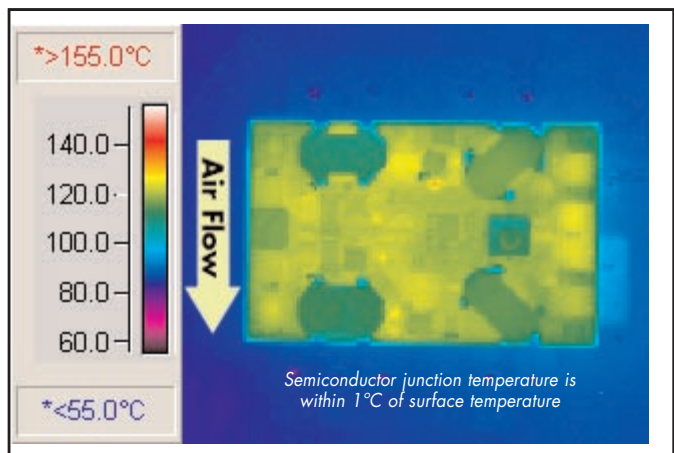 *>155.0°C
140.0
120.0
100.0
80.0
60.0
*<55.0°C
Air Flow
Semiconductor junction temperature is
within 1°C of surface temperature